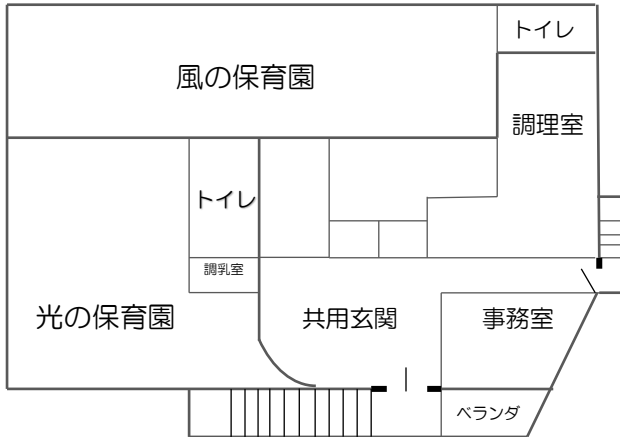 トイレ
風の保育園
調理室
トイレ
調乳室
光の保育園
共用玄関
事務室
ベランダ